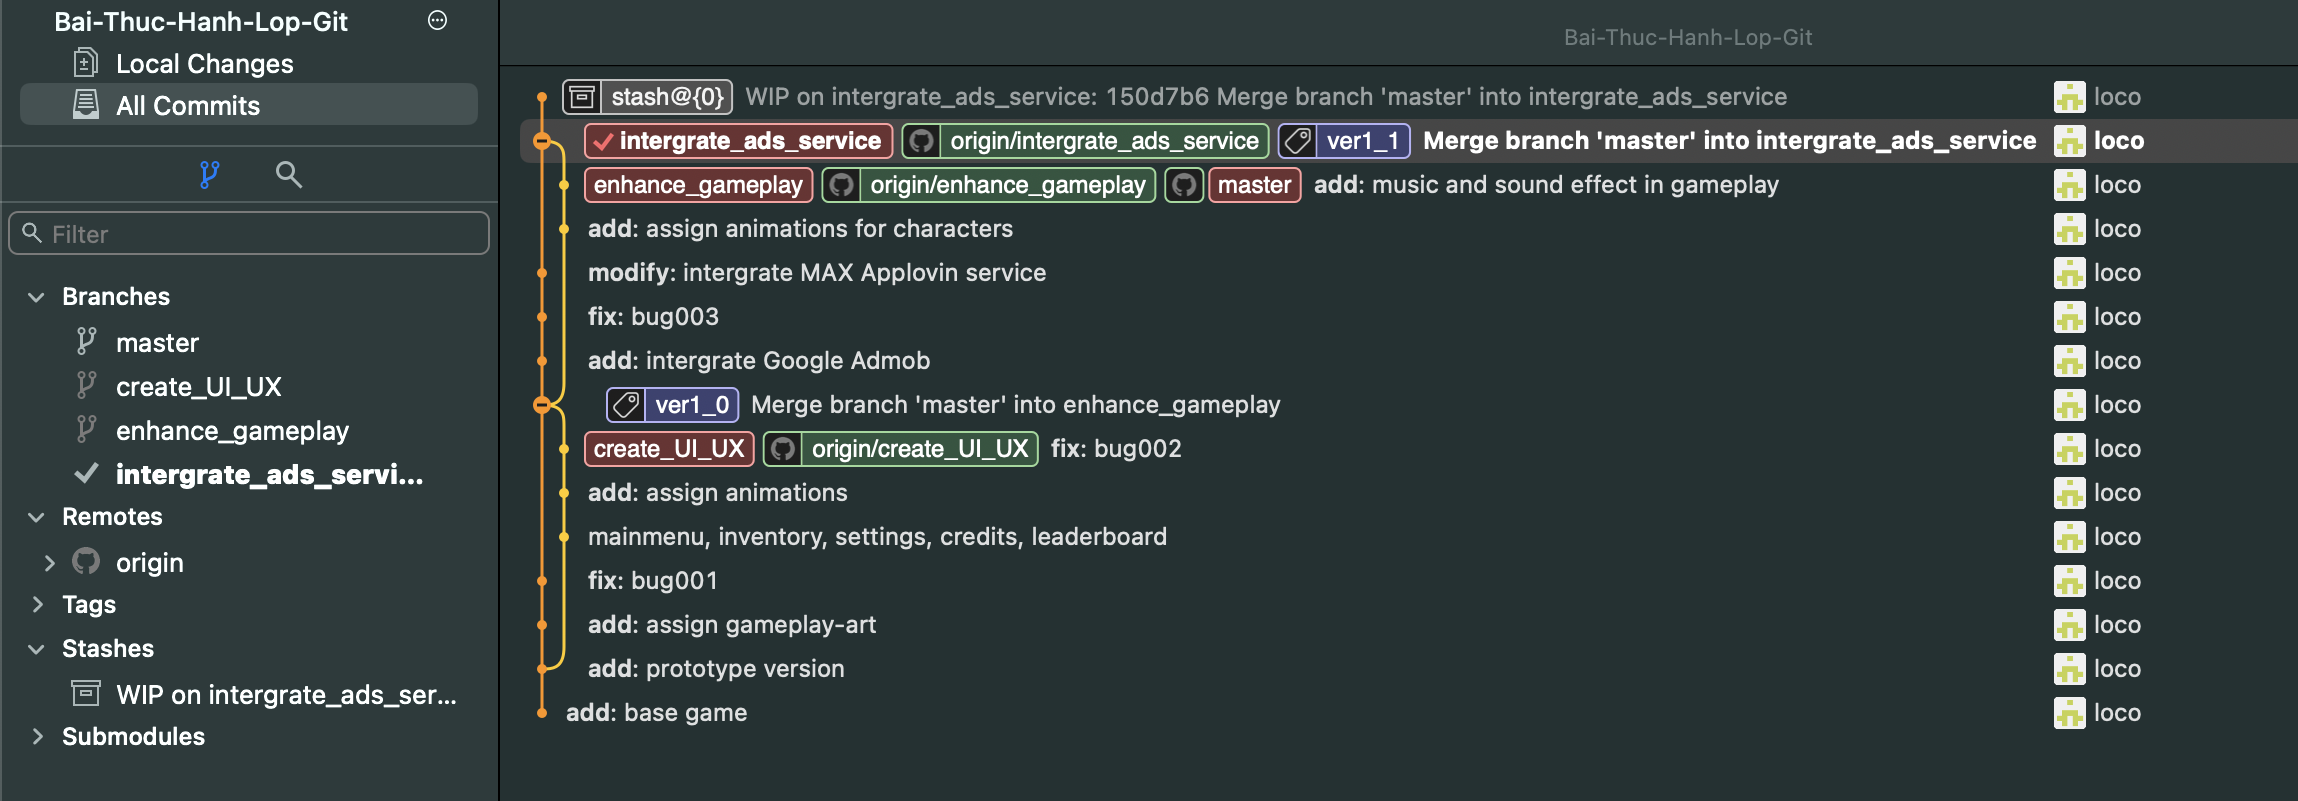 Bai-Thuc-Hanh-Lop-Git
Local Changes
All Commits
Filter
Branches
master
create_UI_UX
enhance_gameplay
intergrate_ads_servi...
Remotes
origin
Tags
Stashes
WIP on intergrate_ads_ser...
Submodules
Bai-Thuc-Hanh-Lop-Git
stash@{0} WIP on intergrate_ads_service: 150d7b6 Merge branch 'master' into intergrate_ads_service loco
intergrate_ads_service origin/intergrate_ads_service ver1_1 Merge branch 'master' into intergrate_ads_service loco
enhance_gameplay origin/enhance_gameplay master add: music and sound effect in gameplay loco
add: assign animations for characters loco
modify: intergrate MAX Applovin service loco
fix: bug003 loco
add: intergrate Google Admob loco
ver1_0 Merge branch 'master' into enhance_gameplay loco
create_UI_UX origin/create_UI_UX fix: bug002 loco
add: assign animations loco
mainmenu, inventory, settings, credits, leaderboard loco
fix: bug001 loco
add: assign gameplay-art loco
add: prototype version loco
add: base game loco